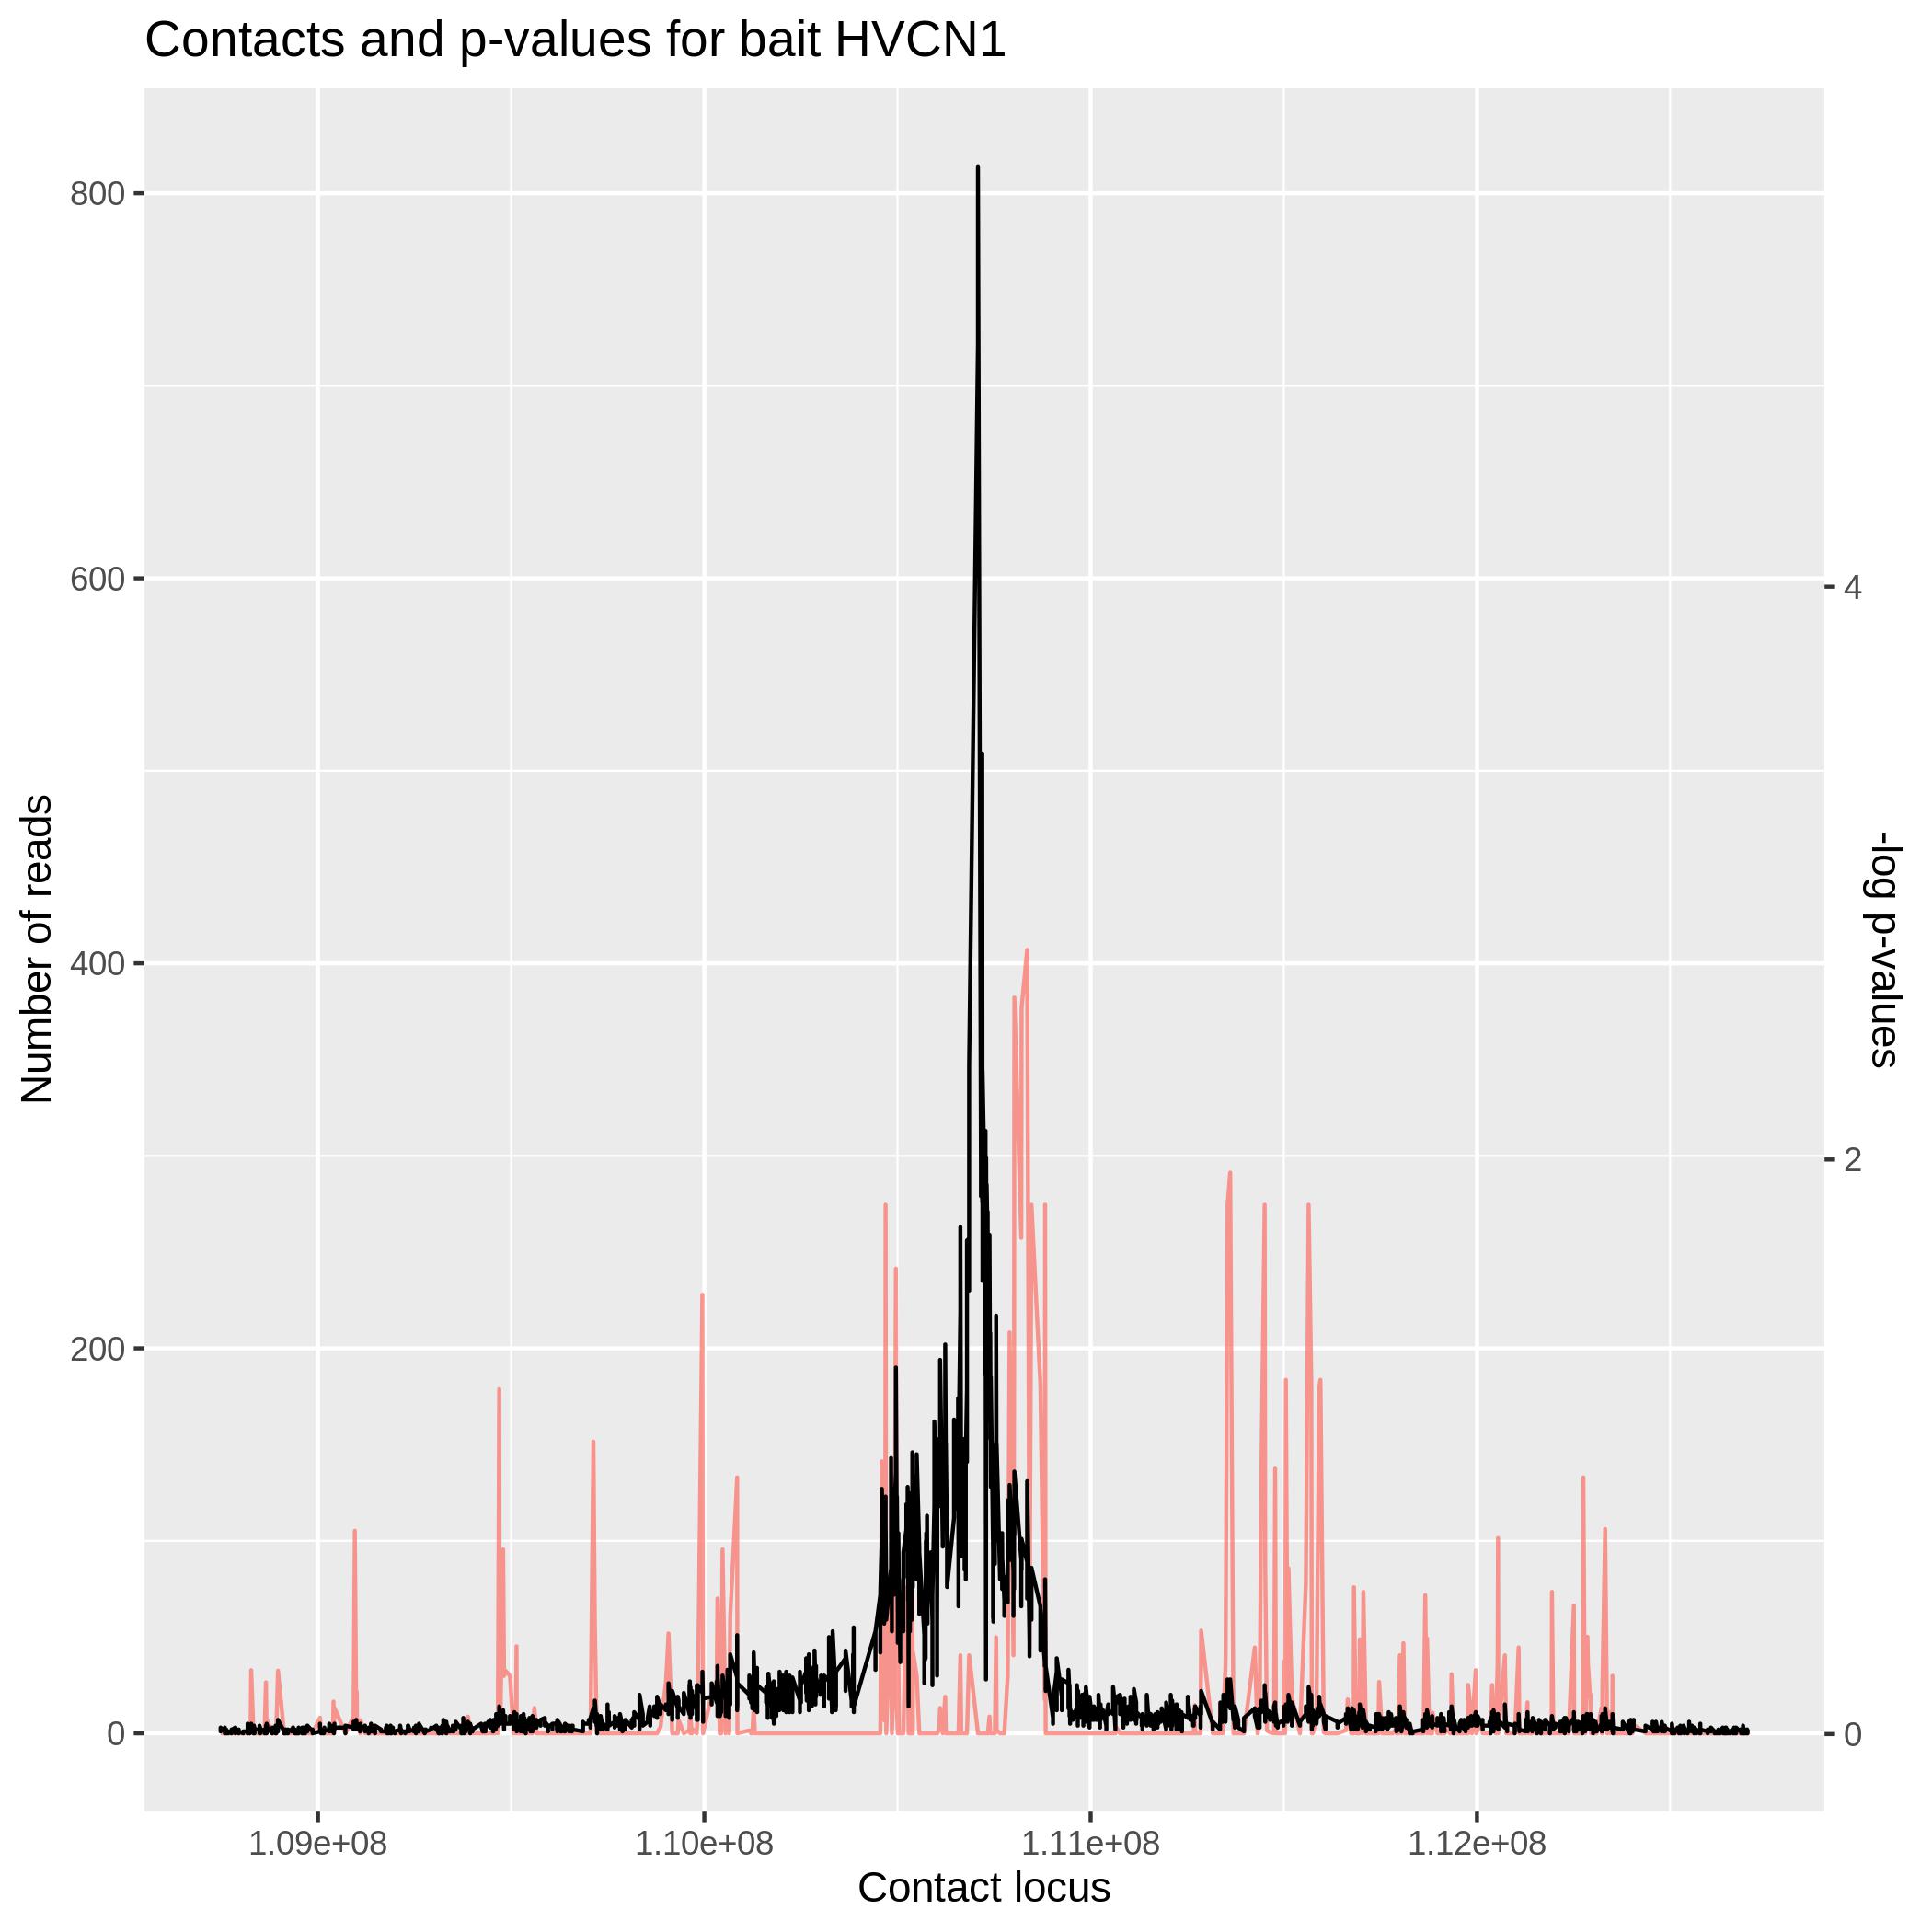 Contacts and p-values for bait HVCN1
800
600
400
200
0
Number of reads
4
2
0
-log p-values
1.09e+08
1.10e+08
1.11e+08
1.12e+08
Contact locus